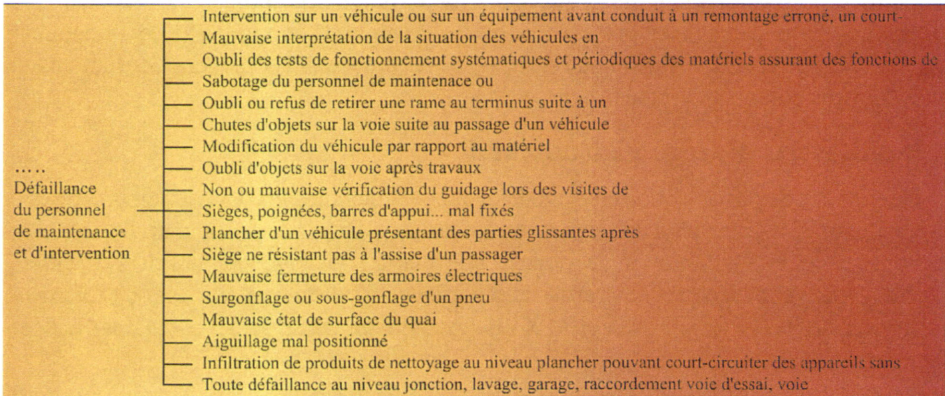 Intervention sur un véhicule ou sur un équipement avant conduit à un remontage erroné, un court-
Mauvaise interprétation de la situation des véhicules en
Oubli des tests de fonctionnement systématiques et périodiques des matériels assurant des fonctions de
Sabotage du personnel de maintenace ou
Oubli ou refus de retirer une rame au terminus suite à un
Chutes d'objets sur la voie suite au passage d'un véhicule
Modification du véhicule par rapport au matériel
Oubli d'objets sur la voie après travaux
Non ou mauvaise vérification du guidage lors des visites de
Sièges, poignées, barres d'appui... mal fixés
Plancher d'un véhicule présentant des parties glissantes après
Siège ne résistant pas à l'assise d'un passager
Mauvaise fermeture des armoires électriques
Surgonflage ou sous-gonflage d'un pneu
Mauvaise état de surface du quai
Aiguillage mal positionné
Infiltration de produits de nettoyage au niveau plancher pouvant court-circuiter des appareils sans
Toute défaillance au niveau jonction, lavage, garage, raccordement voie d'essai, voie
.....
Défaillance
du personnel
de maintenance
et d'intervention